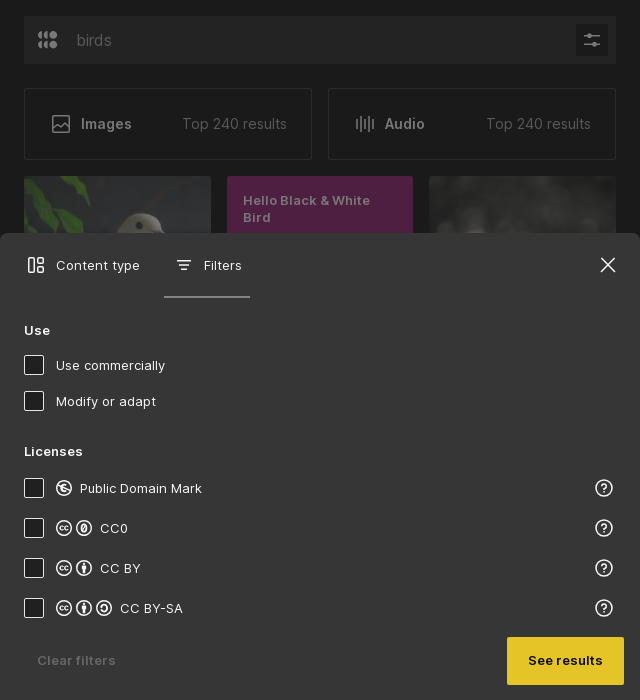 birds
Images
Top 240 results
Audio
Top 240 results
Hello Black & White
Bird
Content type
Filters
Use
Use commercially
Modify or adapt
Licenses
Public Domain Mark
CC0
CC BY
CC BY-SA
Clear filters
See results